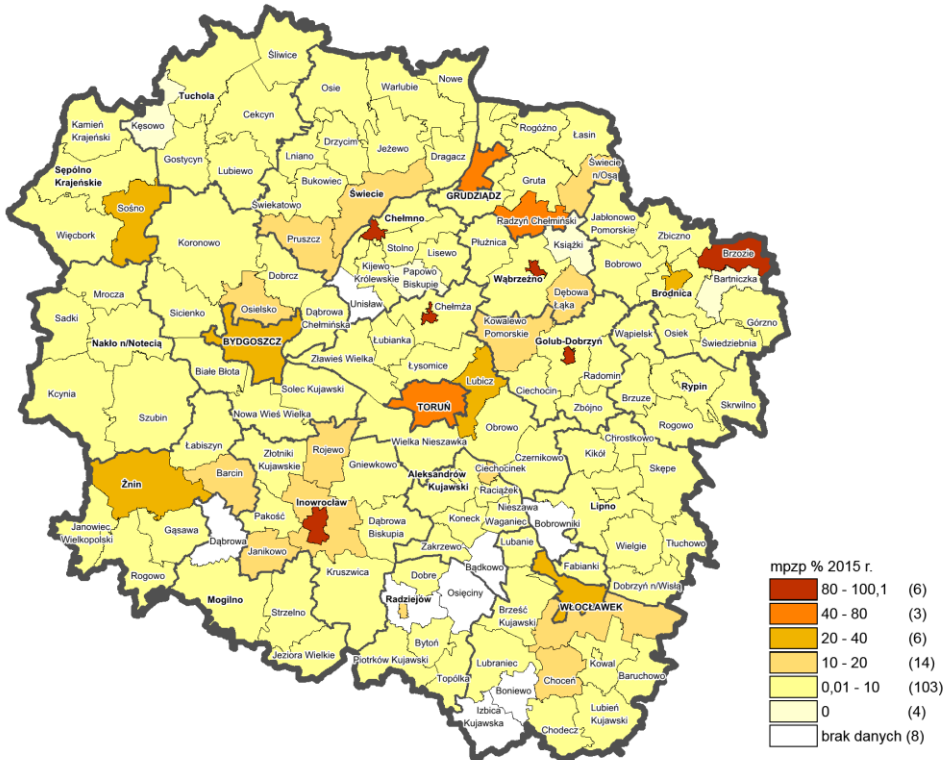 Śliwice
Osie
Warlubie
Nowe
Tuchola
Cekcyn
Kamień
Krajeński
Kęsowo
Drzycim
Jeżewo
Rogóźno
Łasin
Gostycyn
Lubiewo
Lniano
Dragacz
Sępólno
Krajeńskie
Bukowiec
Świecie
GRUDZIĄDZ
Gruta
Świecie
n/Osą
Sośno
Świekatowo
Chełmno
Radzyń Chełmiński
Jabłonowo
Pomorskie
Zbiczno
Więcbork
Koronowo
Pruszcz
Stolno
Lisewo
Płużnica
Książki
Bobrowo
Brzozie
Bartniczka
Kijewo
Królewskie
Papowo
Biskupie
Wąbrzeźno
Brodnica
Dobrcz
Unisław
Chełmża
Dębowa
Łąka
Mrocza
Osielsko
Dąbrowa
Chełmińska
Sadki
Sicienko
Kowalewo
Pomorskie
Golub-Dobrzyń
Wąpielsk
Osiek
Górzno
Świedziebnia
Nakło n/Notecią
BYDGOSZCZ
Łubianka
Zławieś Wielka
Łysomice
Białe Błota
Lubicz
Ciechocin
Radomin
Rypin
Kcynia
Solec Kujawski
TORUŃ
Zbójno
Brzuze
Skrwilno
Szubin
Nowa Wieś Wielka
Obrowo
Rogowo
Łabiszyn
Rojewo
Wielka Nieszawka
Czernikowo
Chrostkowo
Kikół
Złotniki
Kujawskie
Gniewkowo
Aleksandrów
Kujawski
Ciechocinek
Skępe
Żnin
Barcin
Raciążek
Inowrocław
Nieszawa
Lipno
Janowiec
Wielkopolski
Gąsawa
Pakość
Dąbrowa
Biskupia
Koneck
Waganiec
Bobrowniki
Dąbrowa
Janikowo
Zakrzewo
Lubanie
Wielgie
Tłuchowo
Bądkowo
Fabianki
Rogowo
Kruszwica
Dobre
Osięciny
Dobrzyń n/Wisłą
Mogilno
Strzelno
Radziejów
Brześć
Kujawski
WŁOCŁAWEK
Jeziora Wielkie
Bytoń
Piotrków Kujawski
Lubraniec
Kowal
Topólka
Choceń
Baruchowo
Boniewo
Izbica
Kujawska
Lubień
Kujawski
Chodecz
mpzp % 2015 r.
80 - 100,1 (6)
40 - 80 (3)
20 - 40 (6)
10 - 20 (14)
0,01 - 10 (103)
0 (4)
brak danych (8)